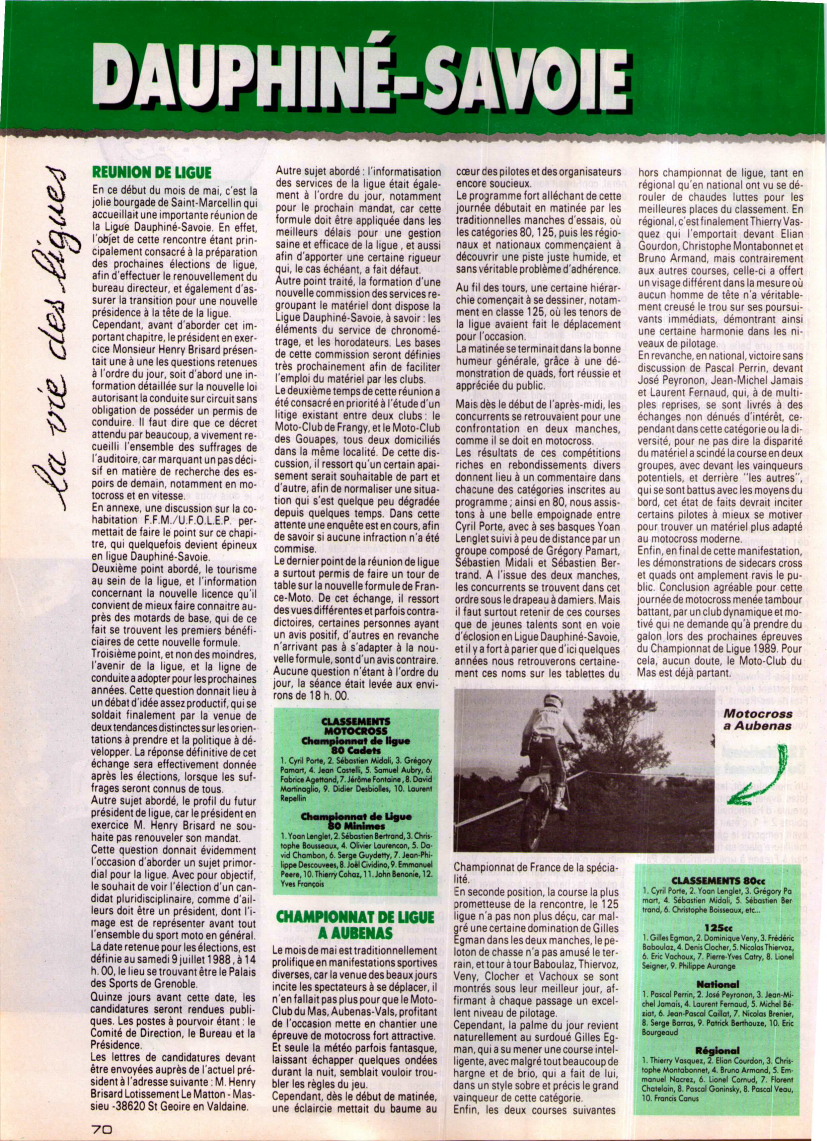 DAUPHINÉ-SAVOIE
la vie des ligues
REUNION DE LIGUE
En ce début du mois de mai, c'est la
jolie bourgade de Saint-Marcellin qui
accueillait une importante réunion de
la Ligue Dauphiné-Savoie. En effet,
l'objet de cette rencontre étant prin-
cipalement consacré à la préparation
des prochaines élections de ligue,
afin d'effectuer le renouvellement du
bureau directeur, et également d'as-
surer la transition pour une nouvelle
présidence à la tête de la ligue.
Cependant, avant d'aborder cet im-
portant chapitre, le président en exer-
cice Monsieur Henry Brisard présen-
tait une à une les questions retenues
à l'ordre du jour, soit d'abord une in-
formation détaillée sur la nouvelle loi
autorisant la conduite sur circuit sans
obligation de posséder un permis de
conduire. Il faut dire que ce décret
attendu par beaucoup, a vivement re-
cueilli l'ensemble des suffrages de
l'auditoire, car marquant un pas déci-
sif en matière de recherche des es-
poirs de demain, notamment en mo-
tocross et en vitesse.
En annexe, une discussion sur la co-
habitation F.F.M./U.F.O.L.E.P. per-
mettait de faire le point sur ce chapi-
tre, qui quelquefois devient épineux
en ligue Dauphiné-Savoie.
Deuxième point abordé, le tourisme
au sein de la ligue, et l'information
concernant la nouvelle licence qu'il
convient de mieux faire connaitre au-
près des motards de base, qui de ce
fait se trouvent les premiers bénéfi-
ciaires de cette nouvelle formule.
Troisième point, et non des moindres,
l'avenir de la ligue, et la ligne de
conduite a adopter pour les prochaines
années. Cette question donnait lieu à
un débat d'idée assez productif, qui se
soldait finalement par la venue de
deux tendances distinctes sur les orien-
tations à prendre et la politique à dé-
velopper. La réponse définitive de cet
échange sera effectivement donnée
après les élections, lorsque les suf-
frages seront connus de tous.
Autre sujet abordé, le profil du futur
président de ligue, car le président en
exercice M. Henry Brisard ne sou-
haite pas renouveler son mandat.
Cette question donnait évidemment
l'occasion d'aborder un sujet primor-
dial pour la ligue. Avec pour objectif,
le souhait de voir l'élection d'un can-
didat pluridisciplinaire, comme d'ail-
leurs doit être un président, dont l'i-
mage est de représenter avant tout
l'ensemble du sport moto en général.
La date retenue pour les élections, est
définie au samedi 9 juillet 1988, à 14
h. 00, le lieu se trouvant être le Palais
des Sports de Grenoble.
Quinze jours avant cette date, les
candidatures seront rendues publi-
ques. Les postes à pourvoir étant : le
Comité de Direction, le Bureau et la
Présidence.
Les lettres de candidatures devant
être envoyées auprès de l'actuel pré-
sident à l'adresse suivante : M. Henry
Brisard Lotissement Le Matton - Mas-
sieu -38620 St Geoire en Valdaine.
Autre sujet abordé : l'informatisation
des services de la ligue était égale-
ment à l'ordre du jour, notamment
pour le prochain mandat, car cette
formule doit être appliquée dans les
meilleurs délais pour une gestion
saine et efficace de la ligue , et aussi
afin d'apporter une certaine rigueur
qui, le cas échéant, a fait défaut.
Autre point traité, la formation d'une
nouvelle commission des services re-
groupant le matériel dont dispose la
Ligue Dauphiné-Savoie, à savoir : les
éléments du service de chronomé-
trage, et les horodateurs. Les bases
de cette commission seront définies
très prochainement afin de faciliter
l'emploi du matériel par les clubs.
Le deuxième temps de cette réunion a
été consacré en priorité à l'étude d'un
litige existant entre deux clubs : le
Moto-Club de Frangy, et le Moto-Club
des Gouapes, tous deux domiciliés
dans la même localité. De cette dis-
cussion, il ressort qu'un certain apai-
sement serait souhaitable de part et
d'autre, afin de normaliser une situa-
tion qui s'est quelque peu dégradée
depuis quelques temps. Dans cette
attente une enquête est en cours, afin
de savoir si aucune infraction n'a été
commise.
Le dernier point de la réunion de ligue
a surtout permis de faire un tour de
table sur la nouvelle formule de Fran-
ce-Moto. De cet échange, il ressort
des vues différentes et parfois contra-
dictoires, certaines personnes ayant
un avis positif, d'autres en revanche
n'arrivant pas à s'adapter à la nou-
velle formule, sont d'un avis contraire.
Aucune question n'étant à l'ordre du
jour, la séance était levée aux envi-
rons de 18 h. 00.
CLASSEMENTS
MOTOCROSS
Championnat de ligue
80 Cadets
1. Cyril Porte, 2. Sébastien Midali, 3. Grégory
Pamart, 4. Jean Castelli, 5. Samuel Aubry, 6.
Fabrice Agettand, 7. Jérôme Fontaine, 8. David
Martinaglio, 9. Didier Desbiolles, 10. Laurent
Repellin
Championnat de Ligue
80 Minimes
1. Yoan Lenglet, 2. Sébastien Bertrand, 3. Chris-
tophe Bousseaux, 4. Olivier Laurencon, 5. Da-
vid Chambon, 6. Serge Guydetty, 7. Jean-Phi-
lippe Descouvees, 8. Joël Cividino, 9. Emmanuel
Peere, 10. Thierry Cohaz, 11. John Benonie, 12.
Yves François
CHAMPIONNAT DE LIGUE
A AUBENAS
Le mois de mai est traditionnellement
prolifique en manifestations sportives
diverses, car la venue des beaux jours
incite les spectateurs à se déplacer, il
n'en fallait pas plus pour que le Moto-
Club du Mas, Aubenas-Vals, profitant
de l'occasion mette en chantier une
épreuve de motocross fort attractive.
Et seule la météo parfois fantasque,
laissant échapper quelques ondées
durant la nuit, semblait vouloir trou-
bler les règles du jeu.
Cependant, dès le début de matinée,
une éclaircie mettait du baume au
cœur des pilotes et des organisateurs
encore soucieux.
Le programme fort alléchant de cette
journée débutait en matinée par les
traditionnelles manches d'essais, où
les catégories 80, 125, puis les régio-
naux et nationaux commençaient à
découvrir une piste juste humide, et
sans véritable problème d'adhérence.
Au fil des tours, une certaine hiérar-
chie commençait à se dessiner, notam-
ment en classe 125, où les tenors de
la ligue avaient fait le déplacement
pour l'occasion.
La matinée se terminait dans la bonne
humeur générale, grâce à une dé-
monstration de quads, fort réussie et
appréciée du public.
Mais dès le début de l'après-midi, les
concurrents se retrouvaient pour une
confrontation en deux manches,
comme il se doit en motocross.
Les résultats de ces compétitions
riches en rebondissements divers
donnent lieu à un commentaire dans
chacune des catégories inscrites au
programme ; ainsi en 80, nous assis-
tons à une belle empoignade entre
Cyril Porte, avec à ses basques Yoan
Lenglet suivi à peu de distance par un
groupe composé de Grégory Pamart,
Sébastien Midali et Sébastien Ber-
trand. A l'issue des deux manches,
les concurrents se trouvent dans cet
ordre sous le drapeau à damiers. Mais
il faut surtout retenir de ces courses
que de jeunes talents sont en voie
d'éclosion en Ligue Dauphiné-Savoie,
et il y a fort à parier que d'ici quelques
années nous retrouverons certaine-
ment ces noms sur les tablettes du
Championnat de France de la spécia-
lité.
En seconde position, la course la plus
prometteuse de la rencontre, le 125
ligue n'a pas non plus déçu, car mal-
gré une certaine domination de Gilles
Egman dans les deux manches, le pe-
loton de chasse n'a pas amusé le ter-
rain, et tour à tour Babolaz, Thiervoz,
Veny, Clocher et Vachoux se sont
montrés sous leur meilleur jour, af-
firmant à chaque passage un excel-
lent niveau de pilotage.
Cependant, la palme du jour revient
naturellement au surdoué Gilles Eg-
man, qui a su mener une course intel-
ligente, avec malgré tout beaucoup de
hargne et de brio, qui a fait de lui,
dans un style sobre et précis le grand
vainqueur de cette catégorie.
Enfin, les deux courses suivantes
hors championnat de ligue, tant en
régional qu'en national ont vu se dé-
rouler de chaudes luttes pour les
meilleures places du classement. En
régional, c'est finalement Thierry Vas-
quez qui l'emportait devant Elian
Gourdon, Christophe Montabonnet et
Bruno Armand, mais contrairement
aux autres courses, celle-ci a offert
un visage différent dans la mesure où
aucun homme de tête n'a véritable-
ment creusé le trou sur ses poursui-
vants immédiats, démontrant ainsi
une certaine harmonie dans les ni-
veaux de pilotage.
En revanche, en national, victoire sans
discussion de Pascal Perrin, devant
José Peyronon, Jean-Michel Jamais
et Laurent Fernaud, qui, à de multi-
ples reprises, se sont livrés à des
échanges non dénués d'intérêt, ce-
pendant dans cette catégorie ou la di-
versité, pour ne pas dire la disparité
du matériel a scindé la course en deux
groupes, avec devant les vainqueurs
potentiels, et derrière "les autres",
qui se sont battus avec les moyens du
bord, cet état de faits devrait inciter
certains pilotes à mieux se motiver
pour trouver un matériel plus adapté
au motocross moderne.
Enfin, en final de cette manifestation,
les démonstrations de sidecars cross
et quads ont amplement ravis le pu-
blic. Conclusion agréable pour cette
journée de motocross menée tambour
battant, par un club dynamique et mo-
tivé qui ne demande qu'à prendre du
galon lors des prochaines épreuves
du Championnat de Ligue 1989. Pour
cela, aucun doute, le Moto-Club du
Mas est déjà partant.
Motocross
a Aubenas
CLASSEMENTS 80cc
1. Cyril Porte, 2. Yoan Lenglet, 3. Grégory Pa
mart, 4. Sébastien Midali, 5. Sébastien Ber
trand, 6. Christophe Boisseaux, etc...
125cc
1. Gilles Egman, 2. Dominique Veny, 3. Frédéric
Baboulaz, 4. Denis Clocher, 5. Nicolas Thiervoz,
6. Eric Vachoux, 7. Pierre-Yves Catry, 8. Lionel
Seigner, 9. Philippe Aurange
National
1. Pascal Perrin, 2. José Peyronon, 3. Jean-Mi-
chel Jamais, 4. Laurent Fernaud, 5. Michel Bé-
ziat, 6. Jean-Pascal Caillat, 7. Nicolas Brenier,
8. Serge Barras, 9. Patrick Berthouze, 10. Eric
Bourgeaud
Régional
1. Thierry Vasquez, 2. Elian Courdon, 3. Chris-
tophe Montabonnet, 4. Bruno Armand, 5. Em-
manuel Nacrez, 6. Lionel Cornud, 7. Florent
Chatelain, 8. Pascal Goninsky, 8. Pascal Veau,
10. Francis Canus
70